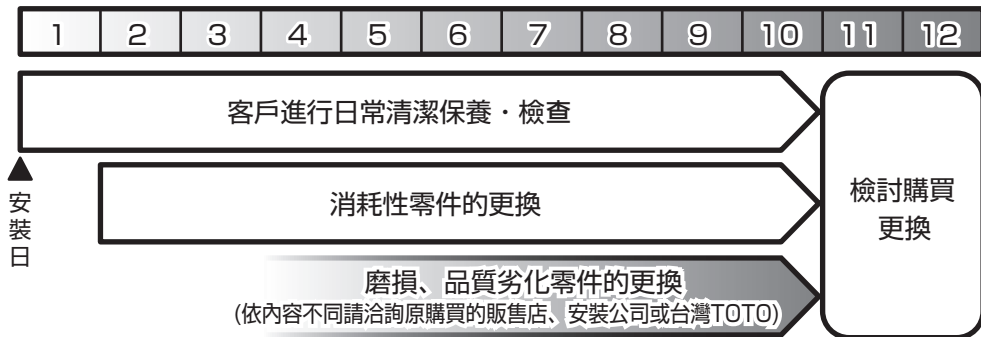 1 2 3 4 5 6 7 8 9 10 11 12
客戶進行日常清潔保養・檢查
安裝日
消耗性零件的更換
檢討購買
更換
磨損、品質劣化零件的更換
(依內容不同請洽詢原購買的販售店、安裝公司或台灣TOTO)